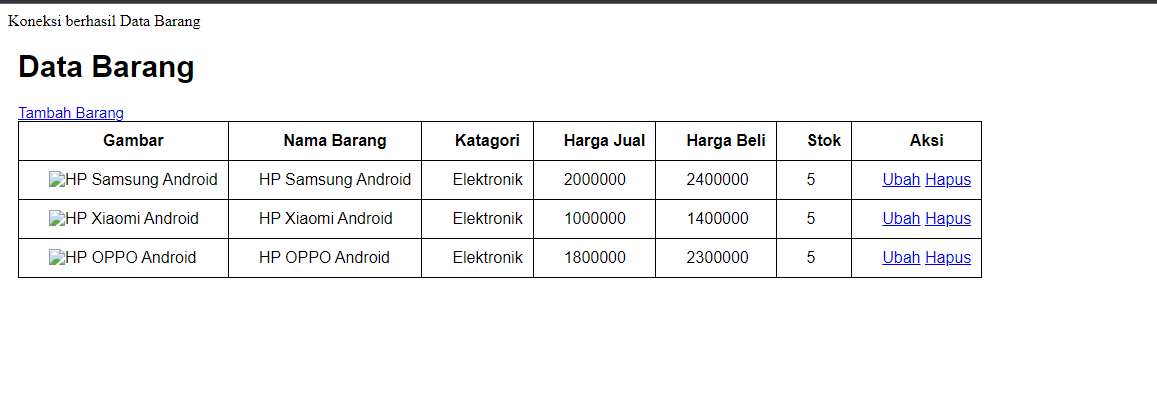 Koneksi berhasil Data Barang
Data Barang
Tambah Barang
Gambar Nama Barang Katagori Harga Jual Harga Beli Stok Aksi
HP Samsung Android HP Samsung Android Elektronik 2000000 2400000 5 Ubah Hapus
HP Xiaomi Android HP Xiaomi Android Elektronik 1000000 1400000 5 Ubah Hapus
HP OPPO Android HP OPPO Android Elektronik 1800000 2300000 5 Ubah Hapus